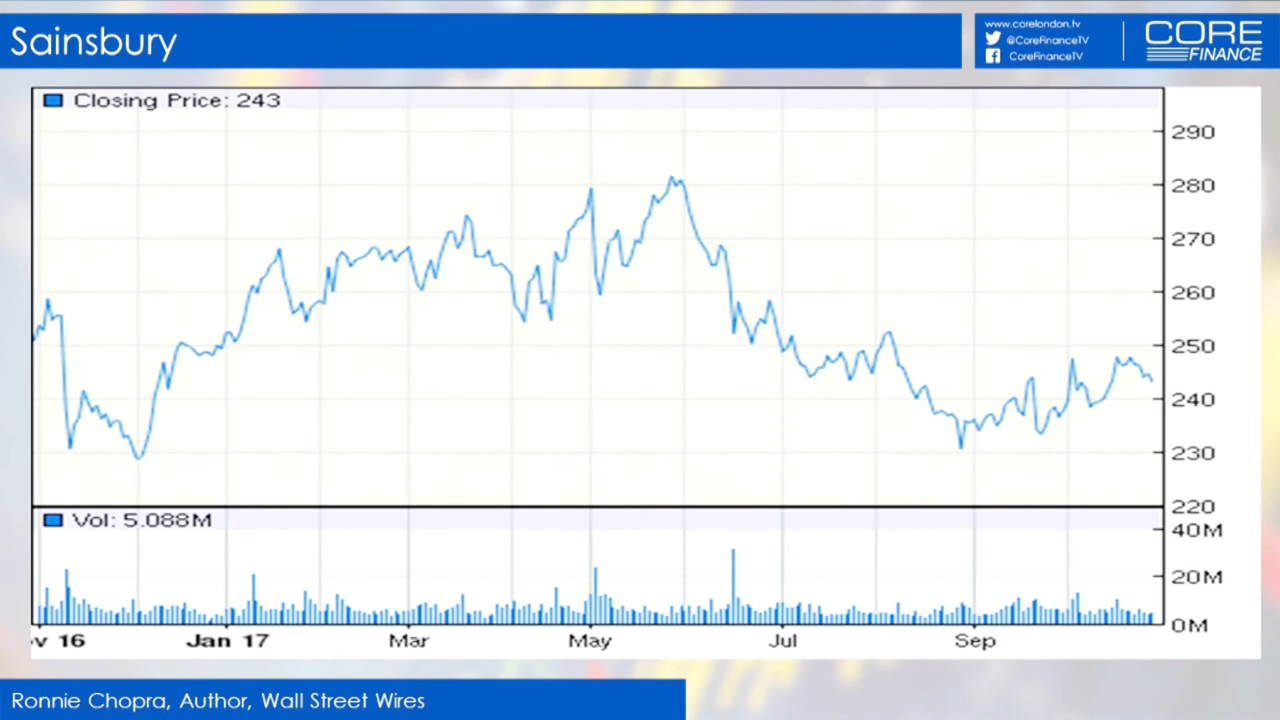 Sainsbury
www.corelondon.tv
@CoreFinanceTV
CoreFinanceTV
CORE
FINANCE
Closing Price: 243
290
280
270
260
250
240
230
220
Vol: 5.088M
40M
20M
0M
v 16 Jan 17 Mar May Jul Sep
Ronnie Chopra, Author, Wall Street Wires